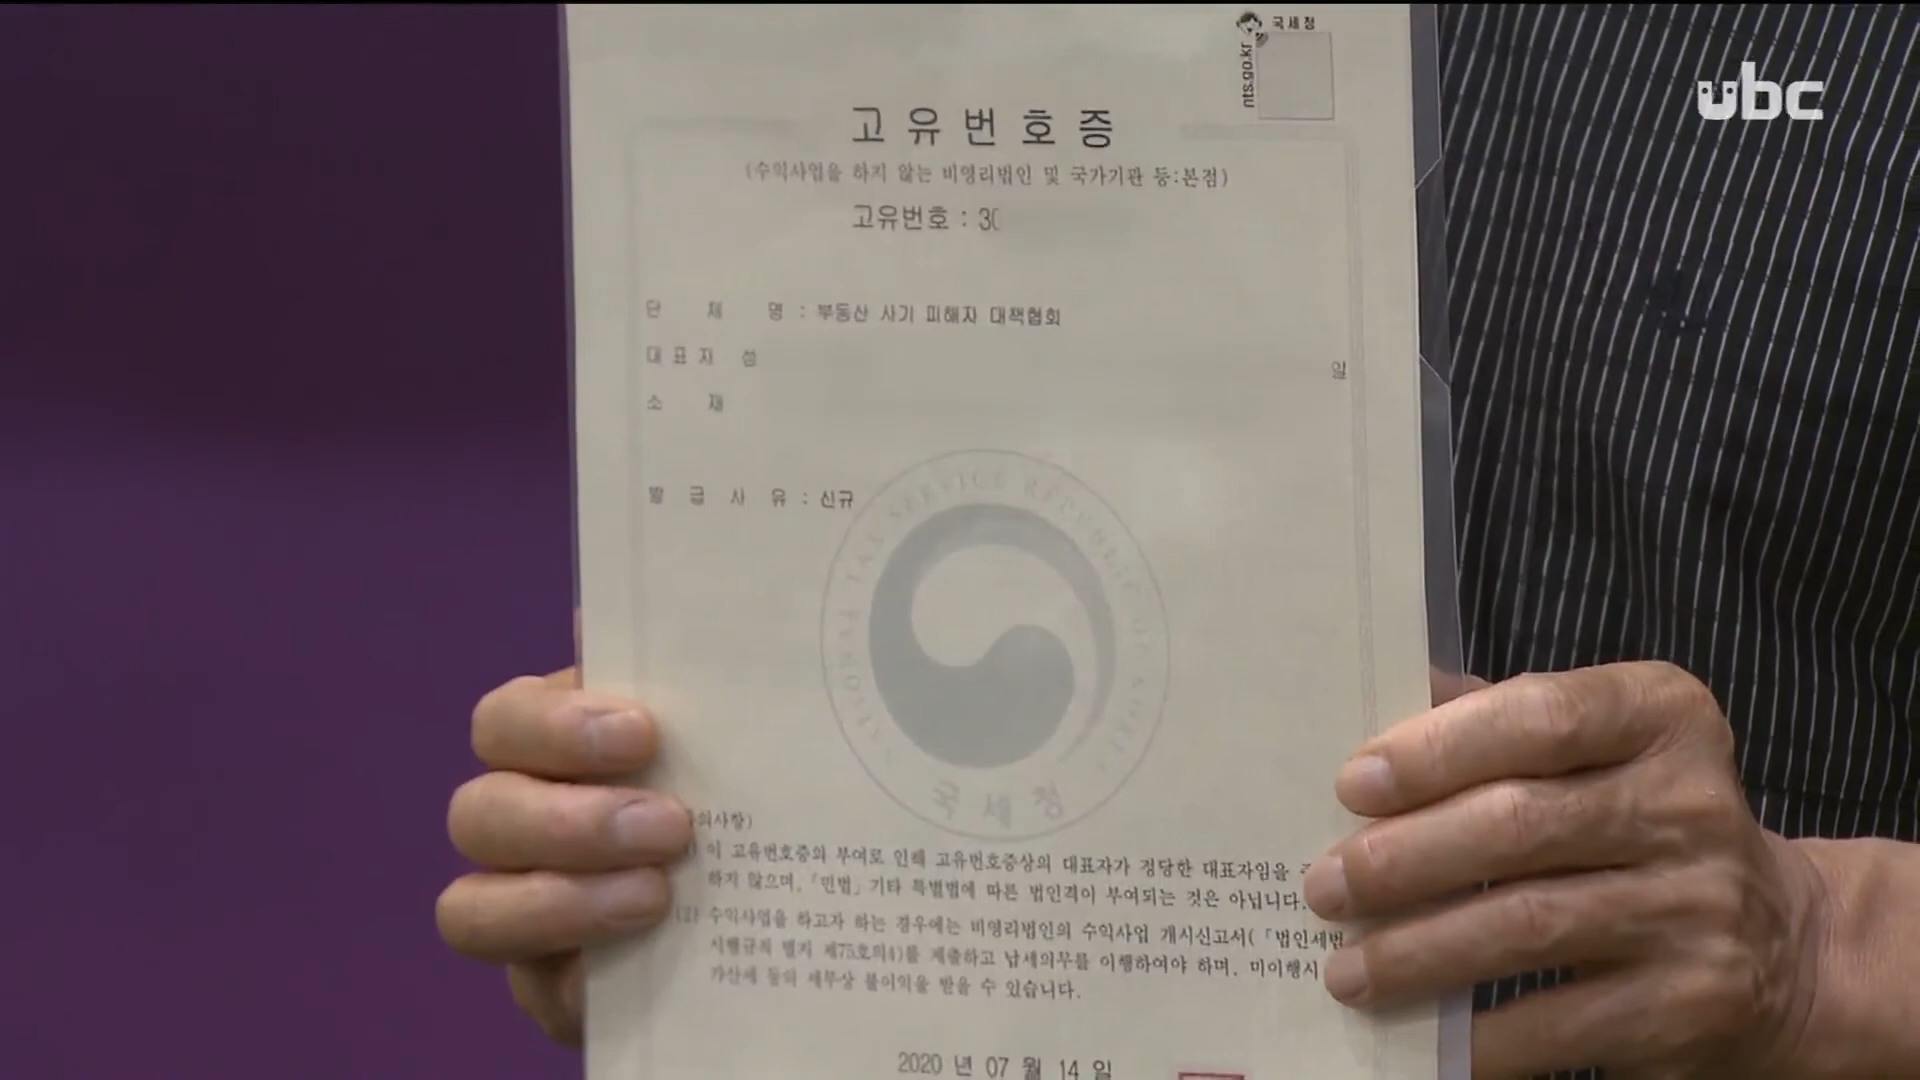 국세청
nts.go.kr
ubc
고유번호증
(수익사업을 하지 않는 비영리법인 및 국가기관 등:본점)
고유번호 : 30
단 체 명 : 부동산 사기 피해자 대책협회
대표자 성
일
소 재
발 급 사 유 : 신규
NATIONAL TAX SERVICE REPUBLIC OF KOREA
국세청
의사항)
이 고유번호증의 부여로 인해 고유번호증상의 대표자가 정당한 대표자임을
하지 않으며, 「민법」 기타 특별법에 따른 법인격이 부여되는 것은 아닙니다.
수익사업을 하고자 하는 경우에는 비영리법인의 수익사업 개시신고서(「법인세법
시행규칙 별지 제75호의4)를 제출하고 납세의무를 이행하여야 하며, 미이행시
가산세 등의 세무상 불이익을 받을 수 있습니다.
2020 년 07 월 14 일